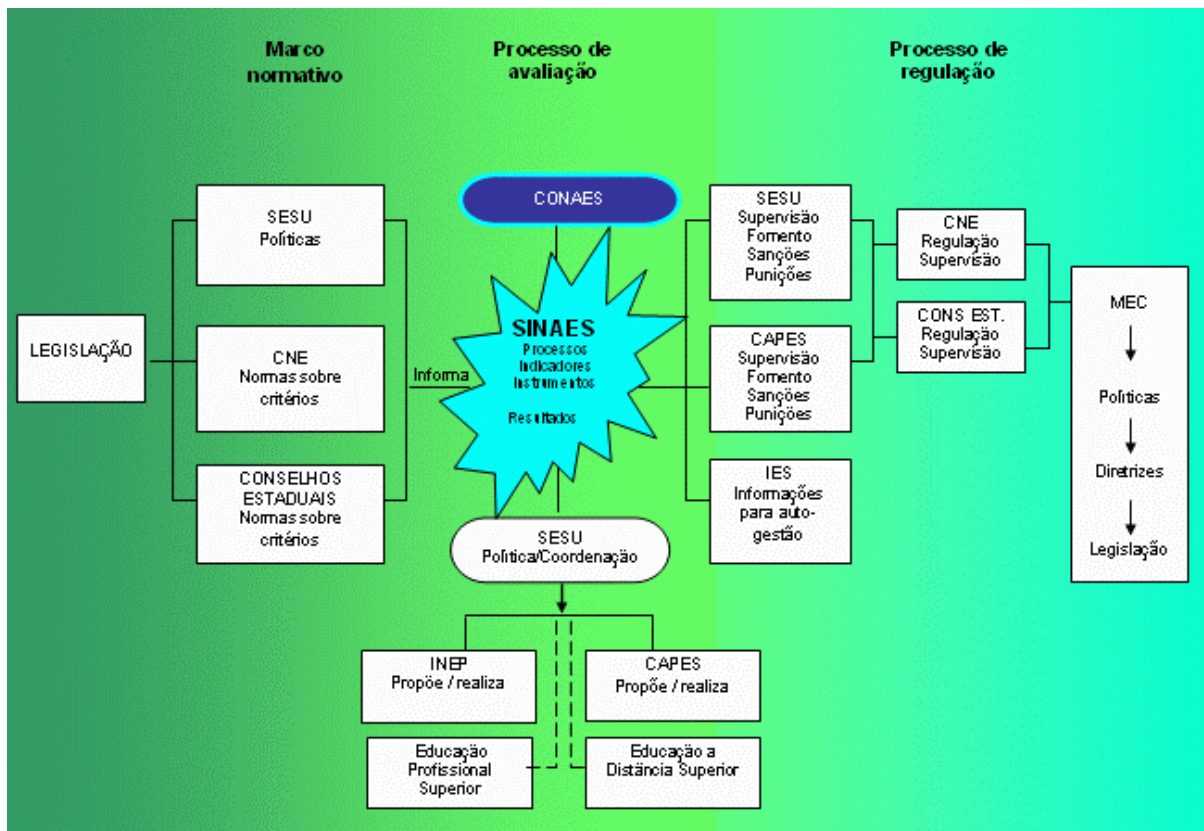 Marco
normativo
Processo de
avaliação
Processo de
regulação
LEGISLAÇÃO
SESU
Políticas
CNE
Normas sobre
critérios
CONSELHOS
ESTADUAIS
Normas sobre
critérios
Informa
CONAES
SINAES
Processos
Indicadores
Instrumentos
Resultados
SESU
Política/Coordenação
INEP
Propõe / realiza
CAPES
Propõe / realiza
Educação
Profissional
Superior
Educação a
Distância Superior
SESU
Supervisão
Fomento
Sanções
Punições
CAPES
Supervisão
Fomento
Sanções
Punições
IES
Informações
para auto-
gestão
CNE
Regulação
Supervisão
CONS EST.
Regulação
Supervisão
MEC
Políticas
Diretrizes
Legislação